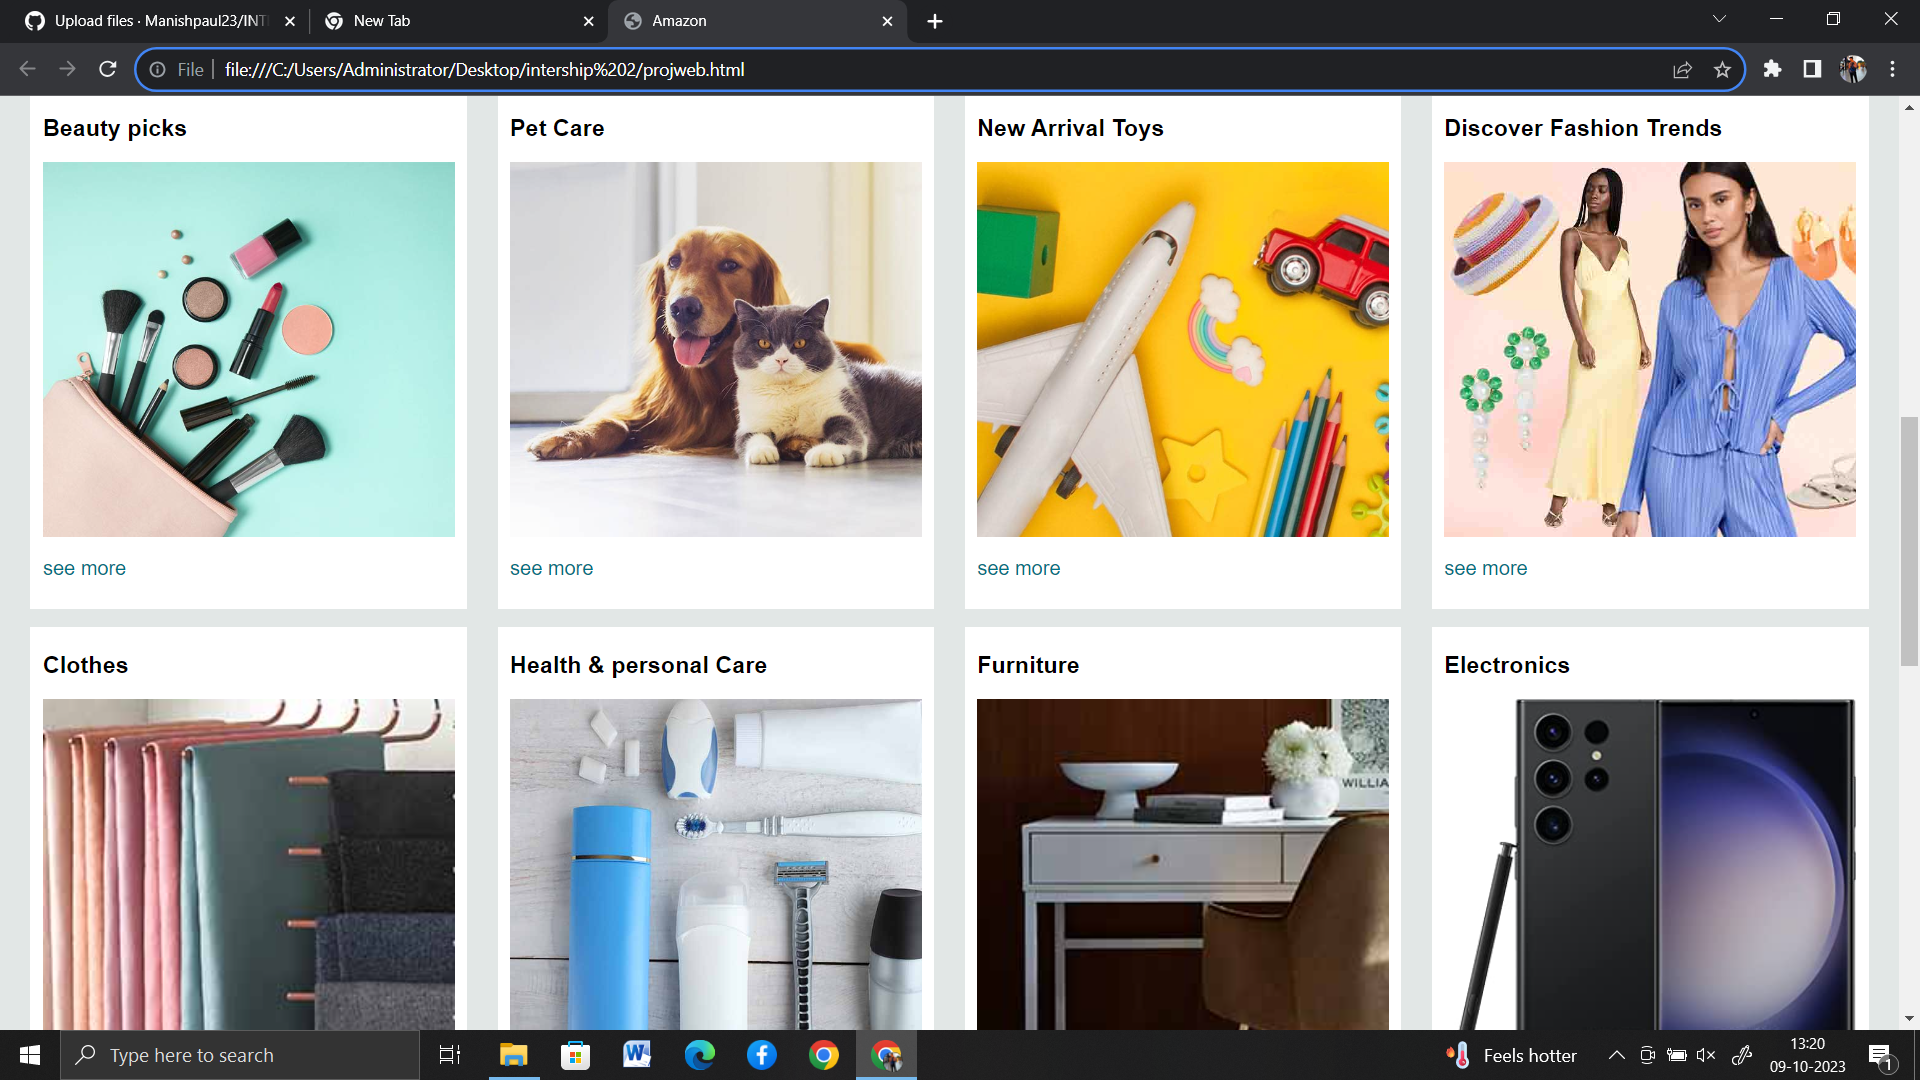 Upload files · Manishpaul23/INT
New Tab
Amazon
File
file:///C:/Users/Administrator/Desktop/intership%202/projweb.html
Beauty picks
Pet Care
New Arrival Toys
Discover Fashion Trends
see more
see more
see more
see more
Clothes
Health & personal Care
Furniture
Electronics
WILLIA
Type here to search
Feels hotter
13:20
09-10-2023
1